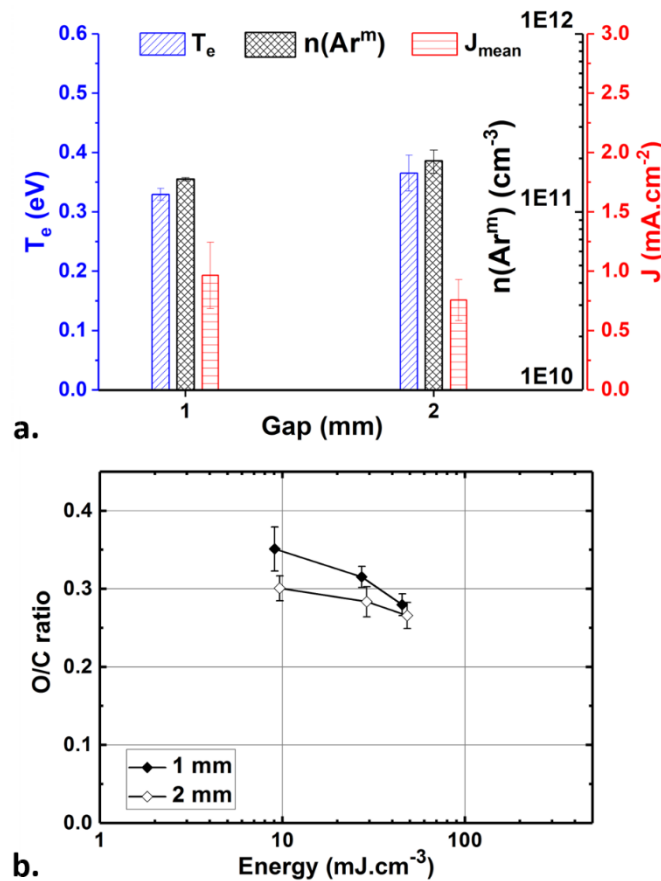 0.6
0.5
0.4
0.3
0.2
0.1
0.0
Tₑ (eV)
Tₑ
n(Arᵐ)
J_mean
1E12
1E11
1E10
n(Arᵐ) (cm⁻³)
3.0
2.5
2.0
1.5
1.0
0.5
0.0
J (mA.cm⁻²)
1
2
Gap (mm)
a.
0.4
0.3
0.2
0.1
0.0
O/C ratio
1 mm
2 mm
1
10
100
Energy (mJ.cm⁻³)
b.